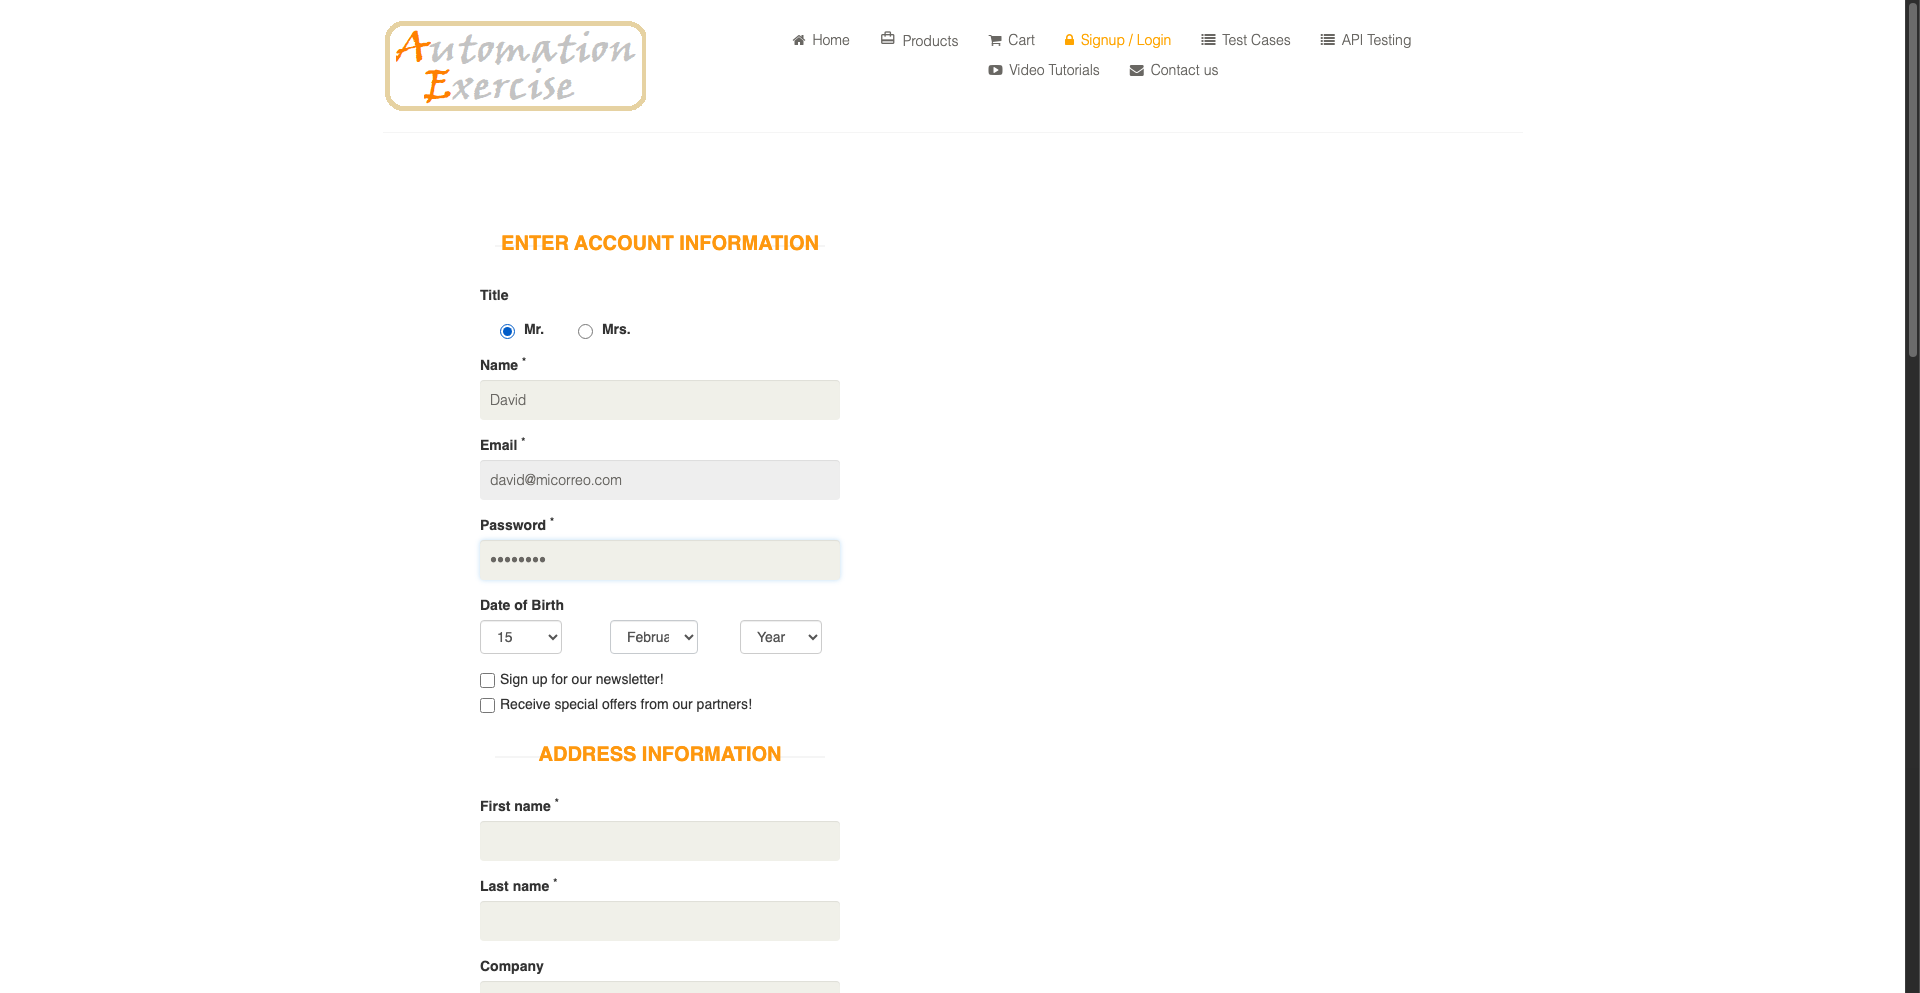 Automation
Exercise
Home Products Cart Signup / Login Test Cases API Testing
Video Tutorials Contact us
ENTER ACCOUNT INFORMATION
Title
Mr. Mrs.
Name *
David
Email *
david@micorreo.com
Password *
••••••••
Date of Birth
15 Februa Year
Sign up for our newsletter!
Receive special offers from our partners!
ADDRESS INFORMATION
First name *
Last name *
Company